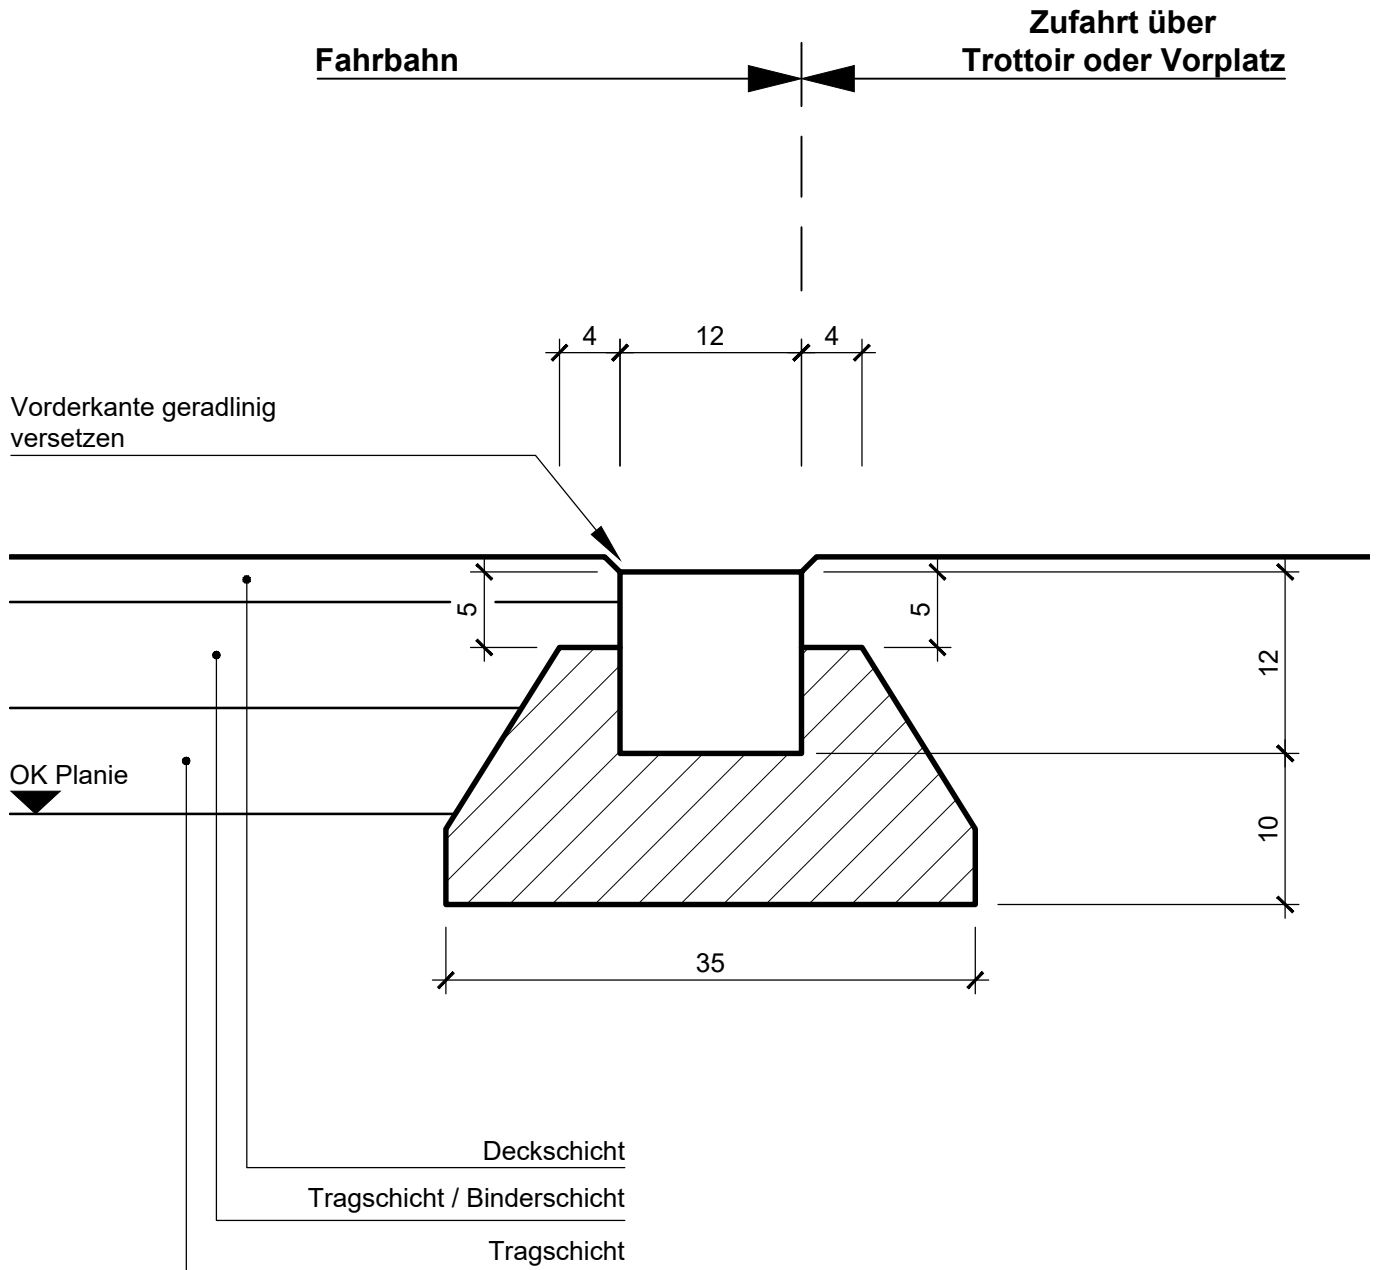 Fahrbahn
Zufahrt über
Trottoir oder Vorplatz
4
12
4
Vorderkante geradlinig
versetzen
5
5
12
OK Planie
10
35
Deckschicht
Tragschicht / Binderschicht
Tragschicht